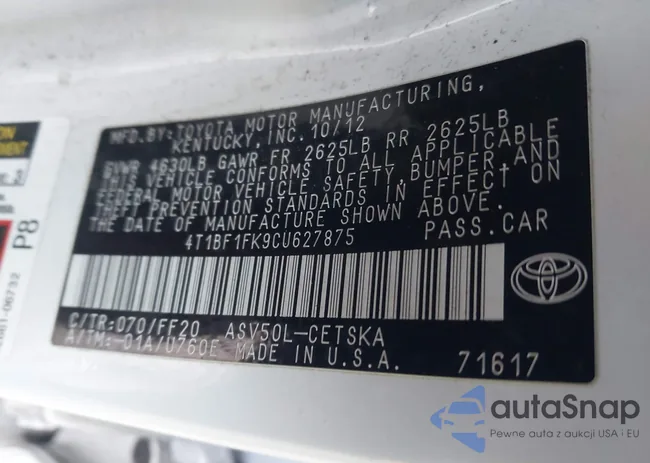 MFD.BY:TOYOTA MOTOR MANUFACTURING,
KENTUCKY, INC. 10/12
GVWR 4630LB GAWR FR 2625LB RR 2625LB
THIS VEHICLE CONFORMS TO ALL APPLICABLE
FEDERAL MOTOR VEHICLE SAFETY, BUMPER, AND
THEFT PREVENTION STANDARDS IN EFFECT ON
THE DATE OF MANUFACTURE SHOWN ABOVE.
4T1BF1FK9CU627875 PASS.CAR
C/TR:070/FF20 ASV50L-CETSKA
A/TM:-01A/U760E MADE IN U.S.A. 71617
P8
autaSnap
Pewne auta z aukcji USA i EU